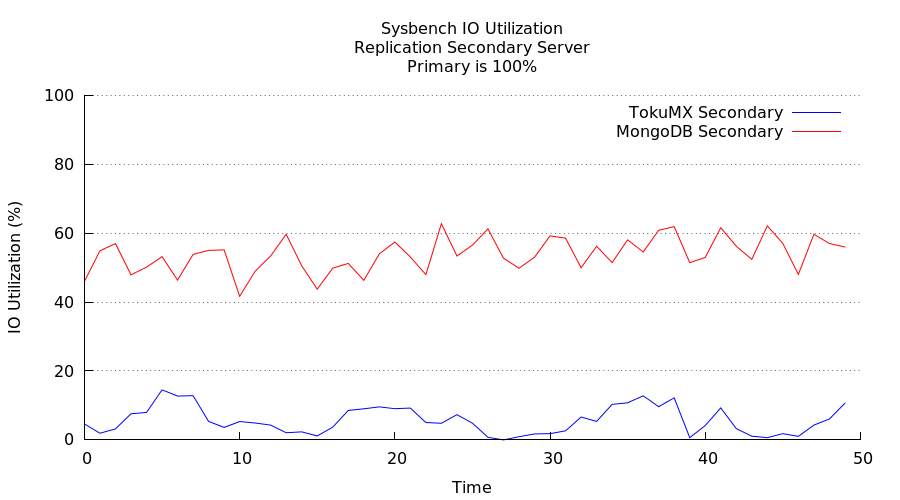 Sysbench IO Utilization
Replication Secondary Server
Primary is 100%
TokuMX Secondary
MongoDB Secondary
IO Utilization (%)
100
80
60
40
20
0
0 10 20 30 40 50
Time